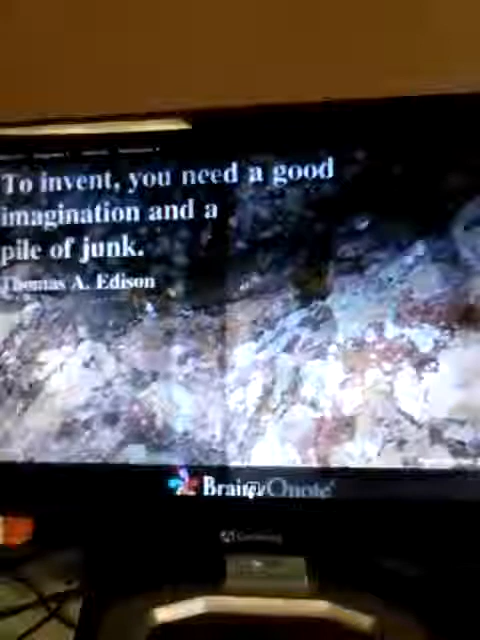 To invent, you need a good
imagination and a
pile of junk.
Thomas A. Edison
BrainyQuote